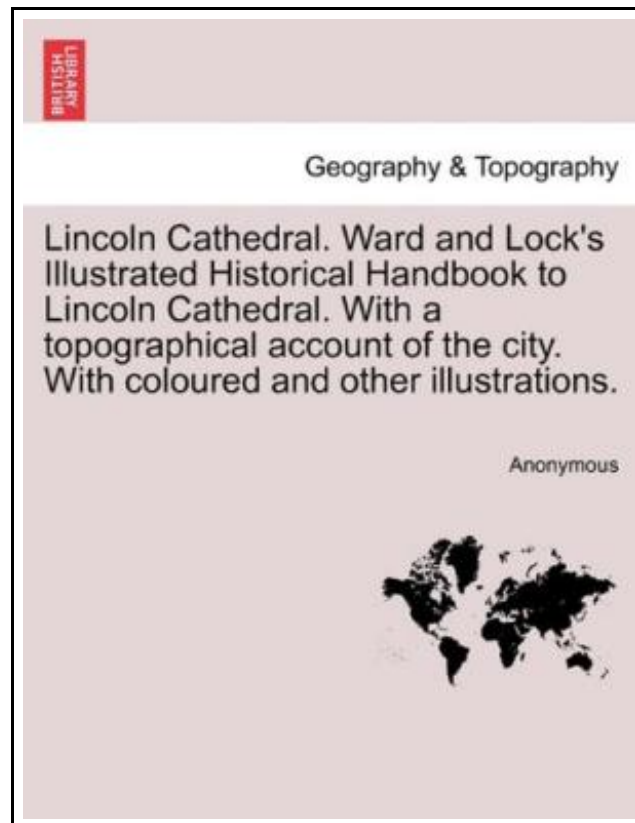 BRITISH
LIBRARY
Geography & Topography
Lincoln Cathedral. Ward and Lock's
Illustrated Historical Handbook to
Lincoln Cathedral. With a
topographical account of the city.
With coloured and other illustrations.
Anonymous